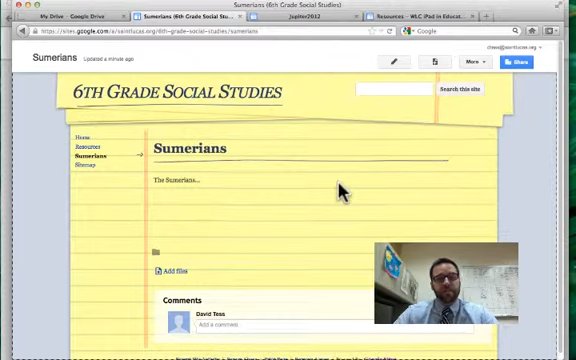 Sumerians (6th Grade Social Studies)
My Drive - Google Drive
Sumerians (6th Grade Social Stu...
Jupiter2012
Resources - WLC iPad in Educat...
https://sites.google.com/a/saintlucas.org/6th-grade-social-studies/sumerians
Google
Sumerians
Updated a minute ago
More
Share
6TH GRADE SOCIAL STUDIES
Search this site
Home
Resources
Sumerians
Sitemap
Sumerians
The Sumerians...
Add files
Comments
David Tess
Add a comment